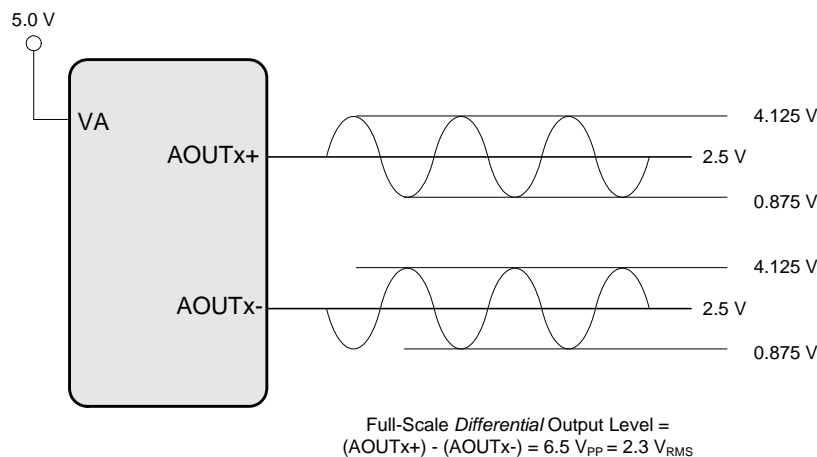 5.0 V
VA
AOUTx+
4.125 V
2.5 V
0.875 V
AOUTx-
4.125 V
2.5 V
0.875 V
Full-Scale Differential Output Level =
(AOUTx+) - (AOUTx-) = 6.5 VPP = 2.3 VRMS